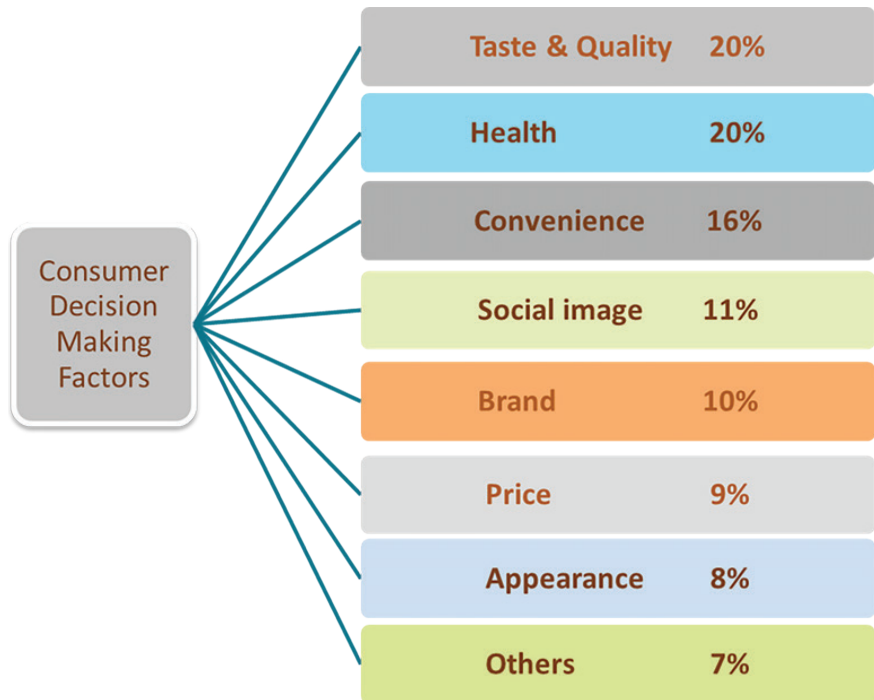 Consumer
Decision
Making
Factors
Taste & Quality 20%
Health 20%
Convenience 16%
Social image 11%
Brand 10%
Price 9%
Appearance 8%
Others 7%